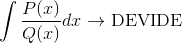 ∫ P(x)/Q(x) dx → DEVIDE